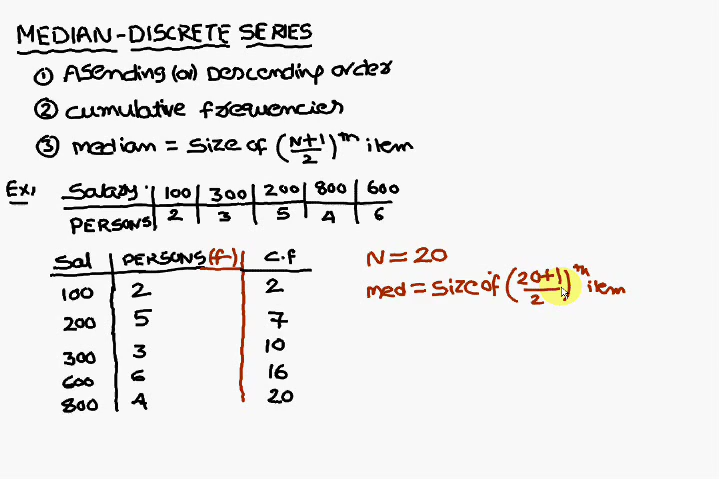 MEDIAN-DISCRETE SERIES
① Asending (or) Descending order
② cumulative frequencies
③ median = Size of (N+1/2)th item
Ex, Salary: 100 300 200 800 600
PERSONS 2 3 5 4 6
Sal PERSONS (f) C.f
100 2 2
200 5 7
300 3 10
600 6 16
800 4 20
N = 20
med = Size of (20+1/2)th item